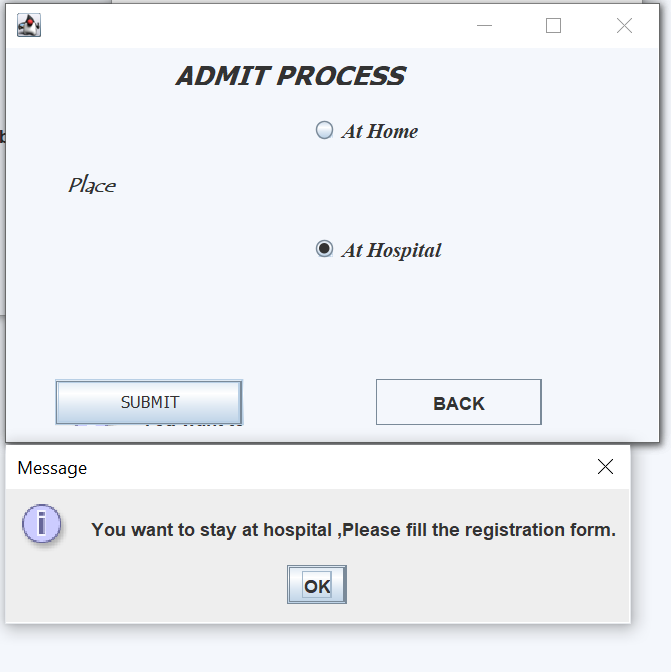 ADMIT PROCESS
At Home
Place
At Hospital
SUBMIT
BACK
Message
You want to stay at hospital ,Please fill the registration form.
OK